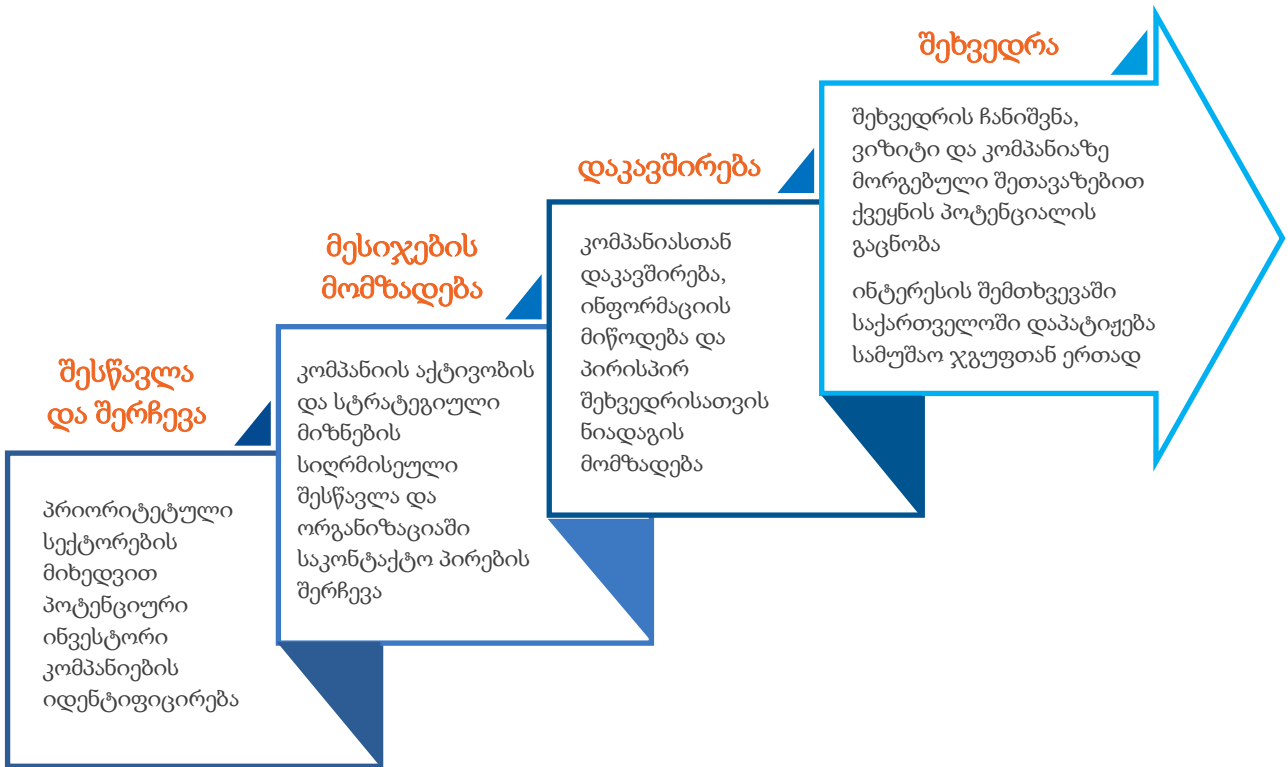 შესწავლა
და შერჩევა
პრიორიტეტული
სექტორების
მიხედვით
პოტენციური
ინვესტორი
კომპანიების
იდენტიფიცირება
მესიჯების
მომზადება
კომპანიის აქტივობის
და სტრატეგიული
მიზნების
სიღრმისეული
შესწავლა და
ორგანიზაციაში
საკონტაქტო პირების
შერჩევა
დაკავშირება
კომპანიასთან
დაკავშირება,
ინფორმაციის
მიწოდება და
პირისპირ
შეხვედრისათვის
ნიადაგის
მომზადება
შეხვედრა
შეხვედრის ჩანიშვნა,
ვიზიტი და კომპანიაზე
მორგებული შეთავაზებით
ქვეყნის პოტენციალის
გაცნობა
ინტერესის შემთხვევაში
საქართველოში დაპატიჟება
სამუშაო ჯგუფთან ერთად